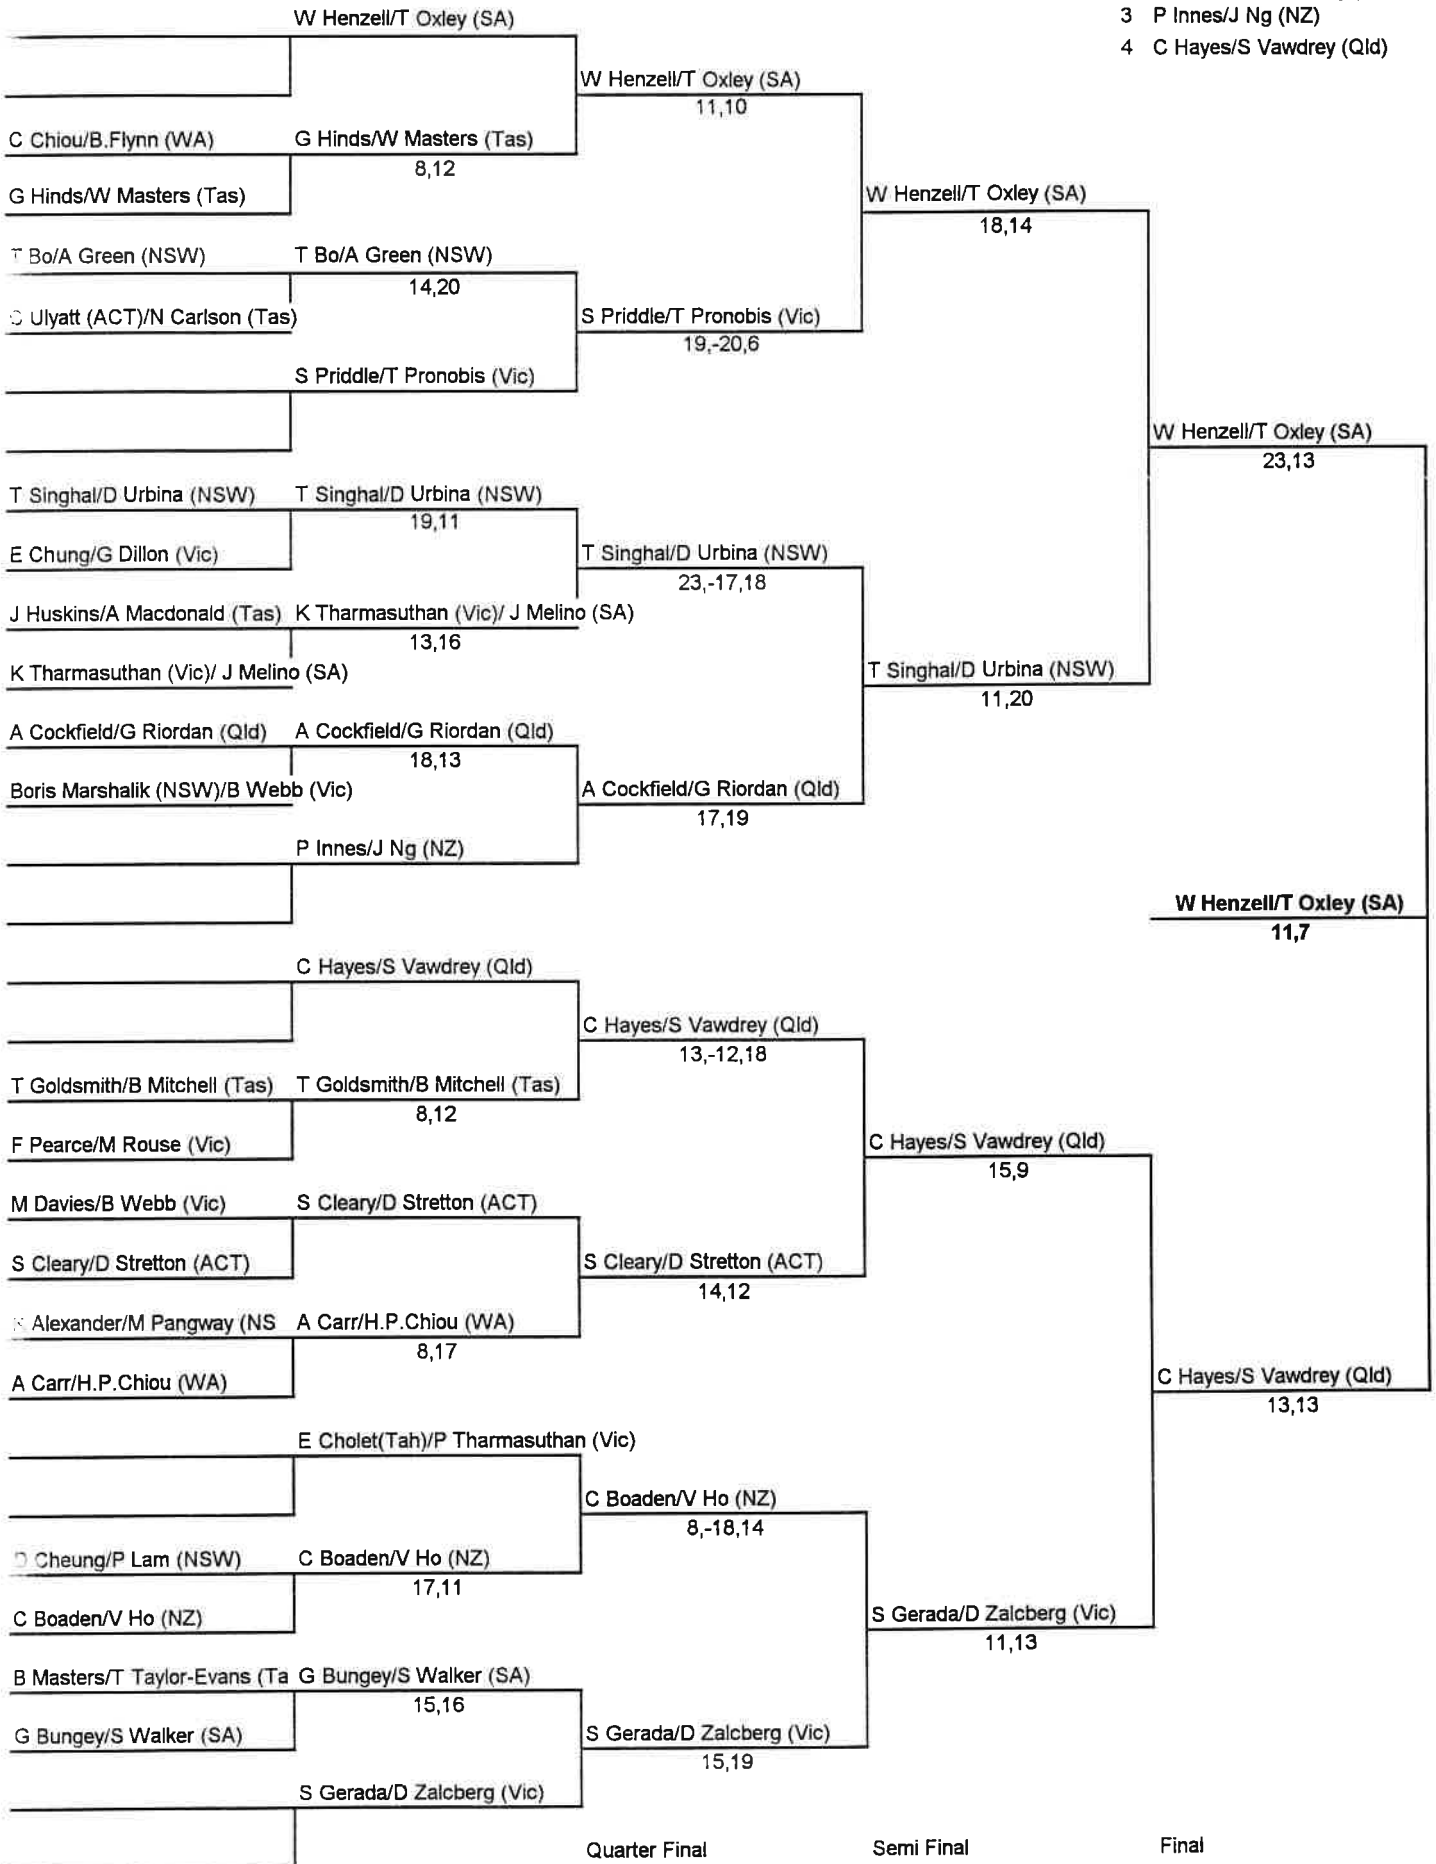 3 P Innes/J Ng (NZ)
4 C Hayes/S Vawdrey (Qld)
W Henzell/T Oxley (SA)
W Henzell/T Oxley (SA)
11,10
C Chiou/B.Flynn (WA) G Hinds/W Masters (Tas)
8,12
G Hinds/W Masters (Tas)
W Henzell/T Oxley (SA)
18,14
T Bo/A Green (NSW) T Bo/A Green (NSW)
14,20
Ulyatt (ACT)/N Carlson (Tas)
S Priddle/T Pronobis (Vic)
19,-20,6
S Priddle/T Pronobis (Vic)
W Henzell/T Oxley (SA)
23,13
T Singhal/D Urbina (NSW) T Singhal/D Urbina (NSW)
19,11
E Chung/G Dillon (Vic)
T Singhal/D Urbina (NSW)
23,-17,18
J Huskins/A Macdonald (Tas) K Tharmasuthan (Vic)/ J Melino (SA)
13,16
K Tharmasuthan (Vic)/ J Melino (SA)
T Singhal/D Urbina (NSW)
11,20
A Cockfield/G Riordan (Qld) A Cockfield/G Riordan (Qld)
18,13
Boris Marshalik (NSW)/B Webb (Vic)
A Cockfield/G Riordan (Qld)
17,19
P Innes/J Ng (NZ)
W Henzell/T Oxley (SA)
11,7
C Hayes/S Vawdrey (Qld)
C Hayes/S Vawdrey (Qld)
13,-12,18
T Goldsmith/B Mitchell (Tas) T Goldsmith/B Mitchell (Tas)
8,12
F Pearce/M Rouse (Vic)
C Hayes/S Vawdrey (Qld)
15,9
M Davies/B Webb (Vic) S Cleary/D Stretton (ACT)
S Cleary/D Stretton (ACT)
S Cleary/D Stretton (ACT)
14,12
Alexander/M Pangway (NS A Carr/H.P.Chiou (WA)
8,17
A Carr/H.P.Chiou (WA)
C Hayes/S Vawdrey (Qld)
13,13
E Cholet(Tah)/P Tharmasuthan (Vic)
C Boaden/V Ho (NZ)
8,-18,14
Cheung/P Lam (NSW) C Boaden/V Ho (NZ)
17,11
C Boaden/V Ho (NZ)
S Gerada/D Zalcberg (Vic)
11,13
B Masters/T Taylor-Evans (Ta G Bungey/S Walker (SA)
15,16
G Bungey/S Walker (SA)
S Gerada/D Zalcberg (Vic)
15,19
S Gerada/D Zalcberg (Vic)
Quarter Final Semi Final Final